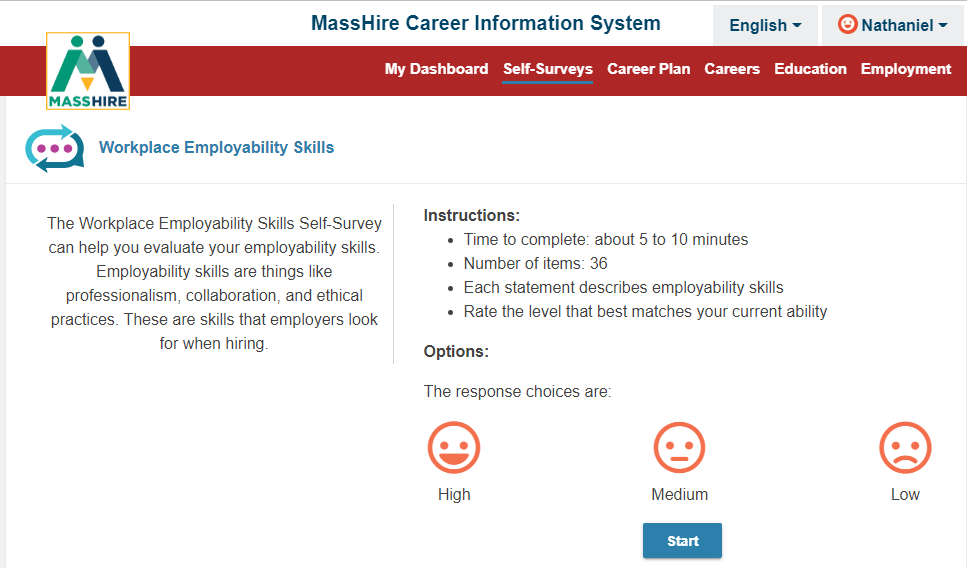 MassHire Career Information System
English
Nathaniel
MASSHIRE
My Dashboard Self-Surveys Career Plan Careers Education Employment
Workplace Employability Skills
The Workplace Employability Skills Self-Survey
can help you evaluate your employability skills.
Employability skills are things like
professionalism, collaboration, and ethical
practices. These are skills that employers look
for when hiring.
Instructions:
• Time to complete: about 5 to 10 minutes
• Number of items: 36
• Each statement describes employability skills
• Rate the level that best matches your current ability
Options:
The response choices are:
High Medium Low
Start